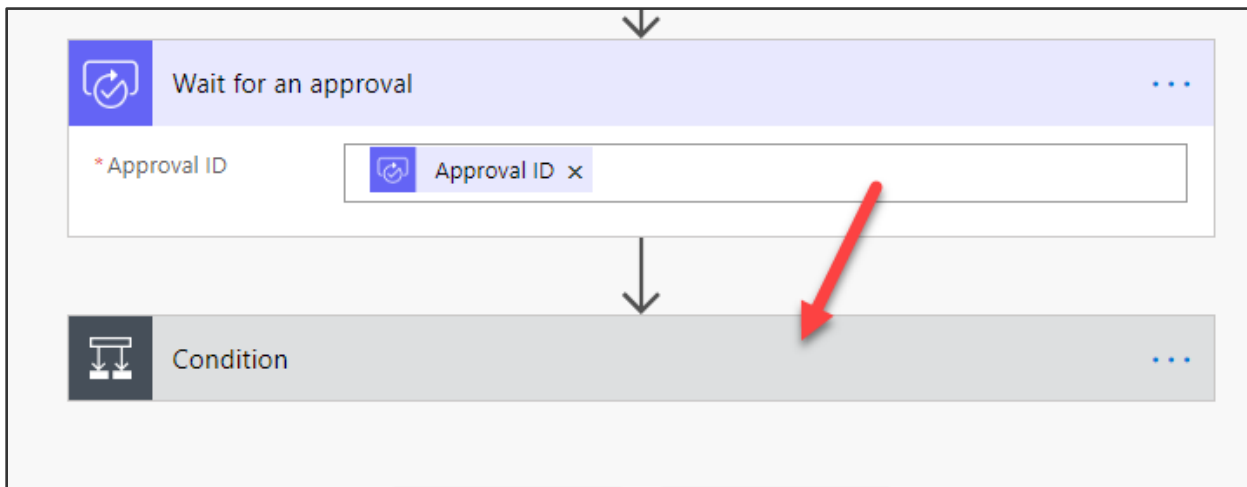 Wait for an approval
...
* Approval ID
Approval ID ×
Condition
...